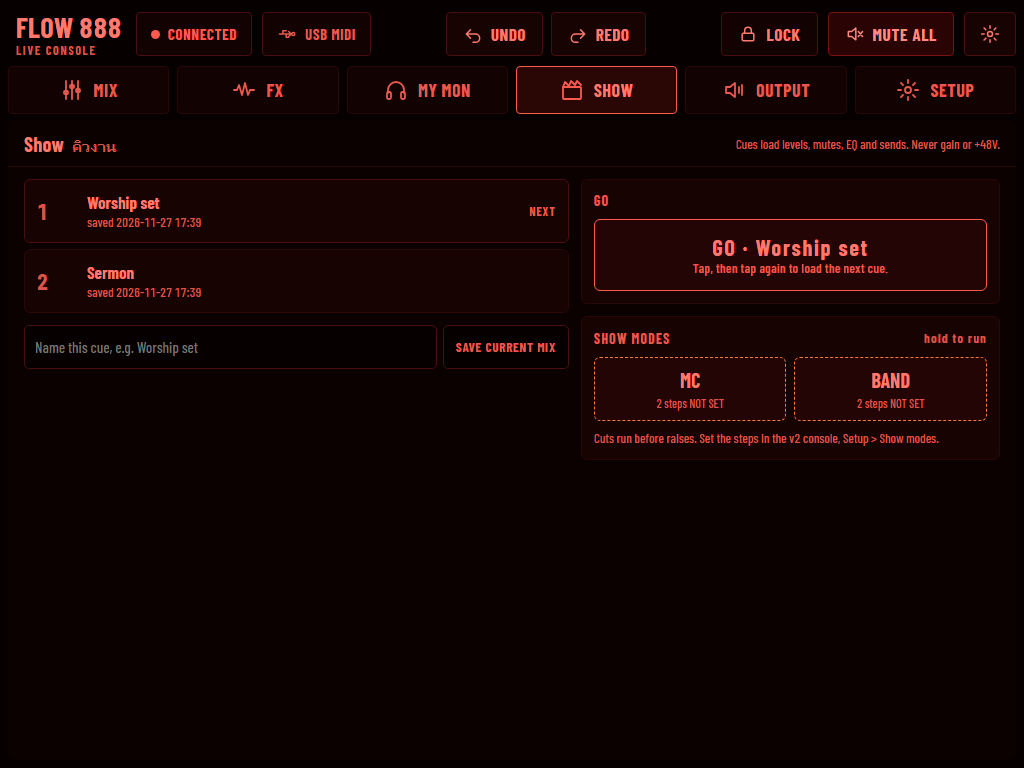 FLOW 888
LIVE CONSOLE
CONNECTED
USB MIDI
UNDO
REDO
LOCK
MUTE ALL
MIX
FX
MY MON
SHOW
OUTPUT
SETUP
Show คิวงาน
Cues load levels, mutes, EQ and sends. Never gain or +48V.
1
Worship set
saved 2026-11-27 17:39
NEXT
2
Sermon
saved 2026-11-27 17:39
Name this cue, e.g. Worship set
SAVE CURRENT MIX
GO
GO · Worship set
Tap, then tap again to load the next cue.
SHOW MODES
hold to run
MC
2 steps NOT SET
BAND
2 steps NOT SET
Cuts run before raises. Set the steps in the v2 console, Setup > Show modes.